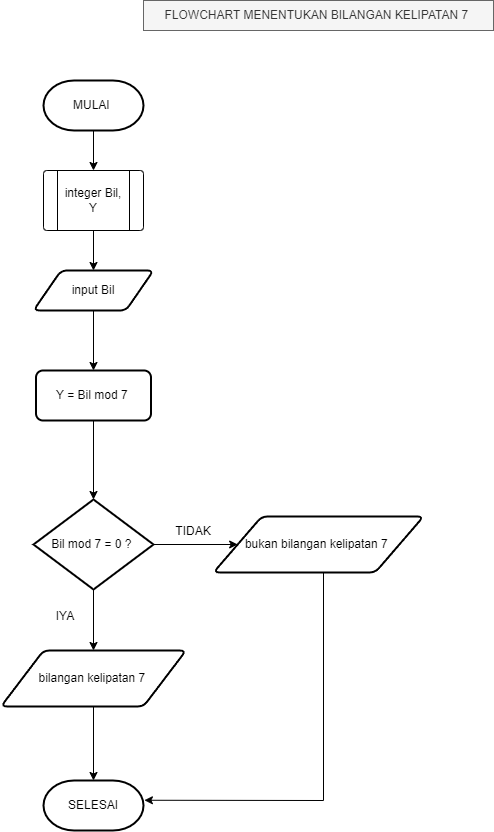 FLOWCHART MENENTUKAN BILANGAN KELIPATAN 7
MULAI
integer Bil,
Y
input Bil
Y = Bil mod 7
Bil mod 7 = 0 ?
TIDAK
bukan bilangan kelipatan 7
IYA
bilangan kelipatan 7
SELESAI